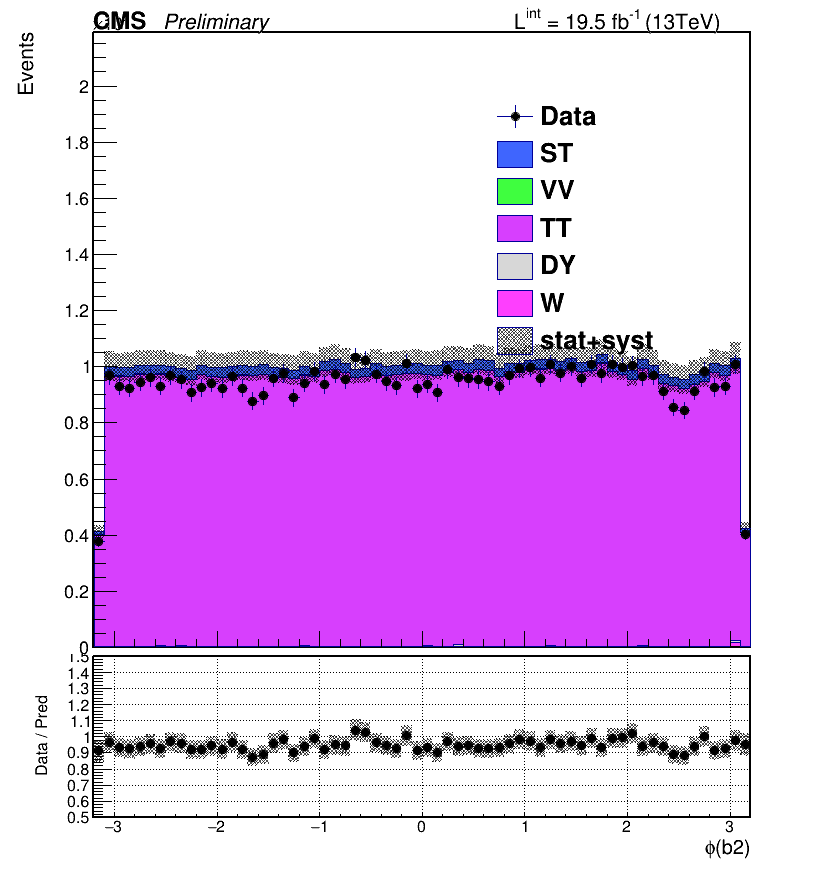 CMS Preliminary L^int = 19.5 fb^-1 (13TeV)
Events
2
1.8
1.6
1.4
1.2
1
0.8
0.6
0.4
0.2
0
Data
ST
VV
TT
DY
W
stat+syst
Data / Pred
1.5
1.4
1.3
1.2
1.1
1
0.9
0.8
0.7
0.6
0.5
−3 −2 −1 0 1 2 3
ϕ(b2)